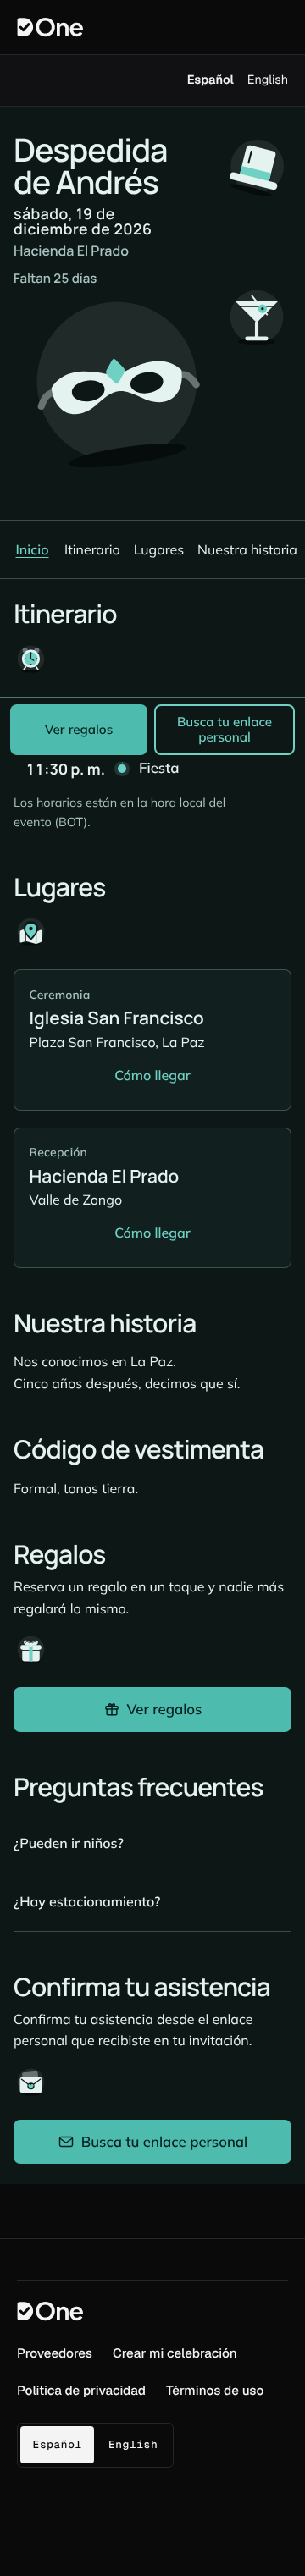 One
Español English
Despedida
de Andrés
sábado, 19 de
diciembre de 2026
Hacienda El Prado
Faltan 25 días
Inicio Itinerario Lugares Nuestra historia
Itinerario
Ver regalos
Busca tu enlace
personal
11:30 p. m. Fiesta
Los horarios están en la hora local del
evento (BOT).
Lugares
Ceremonia
Iglesia San Francisco
Plaza San Francisco, La Paz
Cómo llegar
Recepción
Hacienda El Prado
Valle de Zongo
Cómo llegar
Nuestra historia
Nos conocimos en La Paz.
Cinco años después, decimos que sí.
Código de vestimenta
Formal, tonos tierra.
Regalos
Reserva un regalo en un toque y nadie más
regalará lo mismo.
Ver regalos
Preguntas frecuentes
¿Pueden ir niños?
¿Hay estacionamiento?
Confirma tu asistencia
Confirma tu asistencia desde el enlace
personal que recibiste en tu invitación.
Busca tu enlace personal
One
Proveedores Crear mi celebración
Política de privacidad Términos de uso
Español English